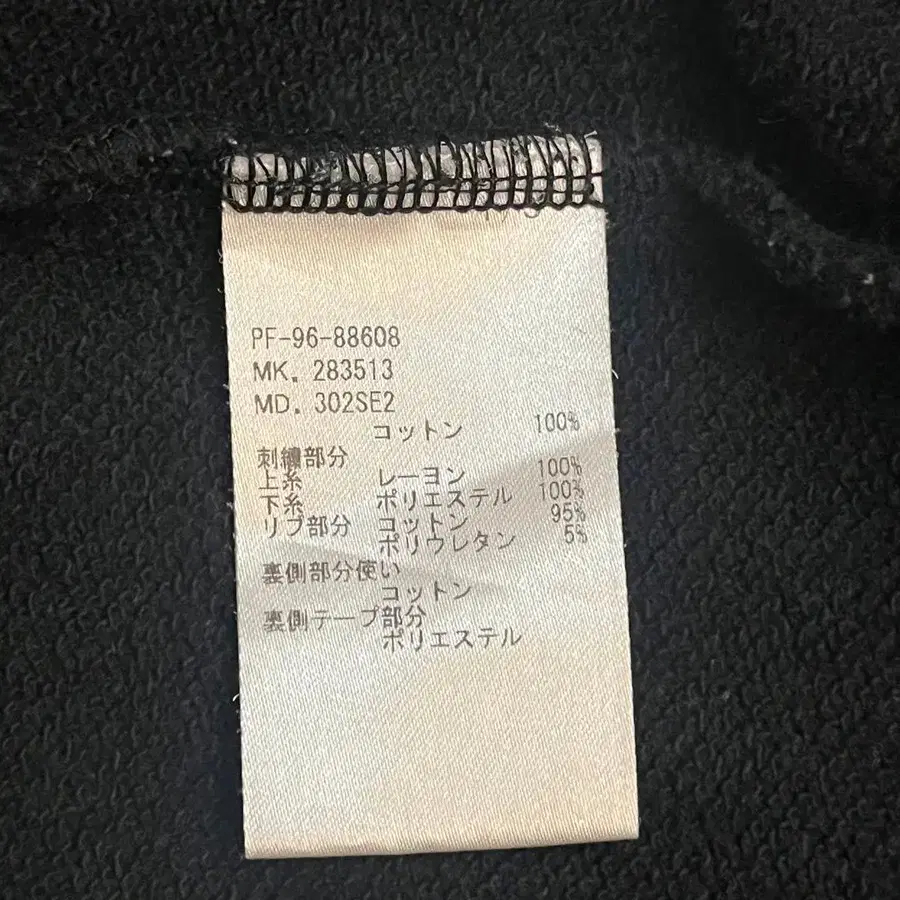 PF-96-88608
MK. 283513
MD. 302SE2
コットン 100%
刺繍部分
上糸 レーヨン 100%
下糸 ポリエステル 100%
リブ部分 コットン 95%
ポリウレタン 5%
裏側部分使い
コットン
裏側テープ部分
ポリエステル